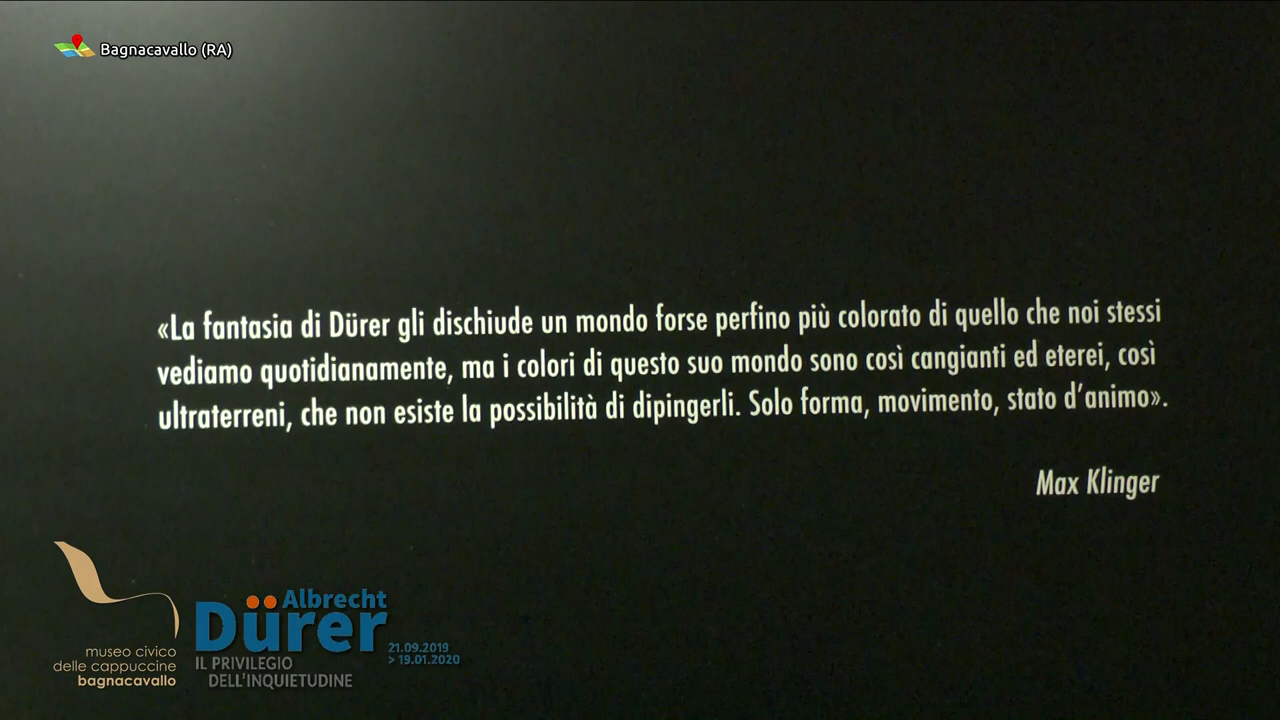 Bagnacavallo (RA)
«La fantasia di Dürer gli dischiude un mondo forse perfino più colorato di quello che noi stessi
vediamo quotidianamente, ma i colori di questo suo mondo sono così cangianti ed eterei, così
ultraterreni, che non esiste la possibilità di dipingerli. Solo forma, movimento, stato d'animo».
Max Klinger
museo civico
delle cappuccine
bagnacavallo
Albrecht
Dürer
21.09.2019
> 19.01.2020
IL PRIVILEGIO
DELL'INQUIETUDINE